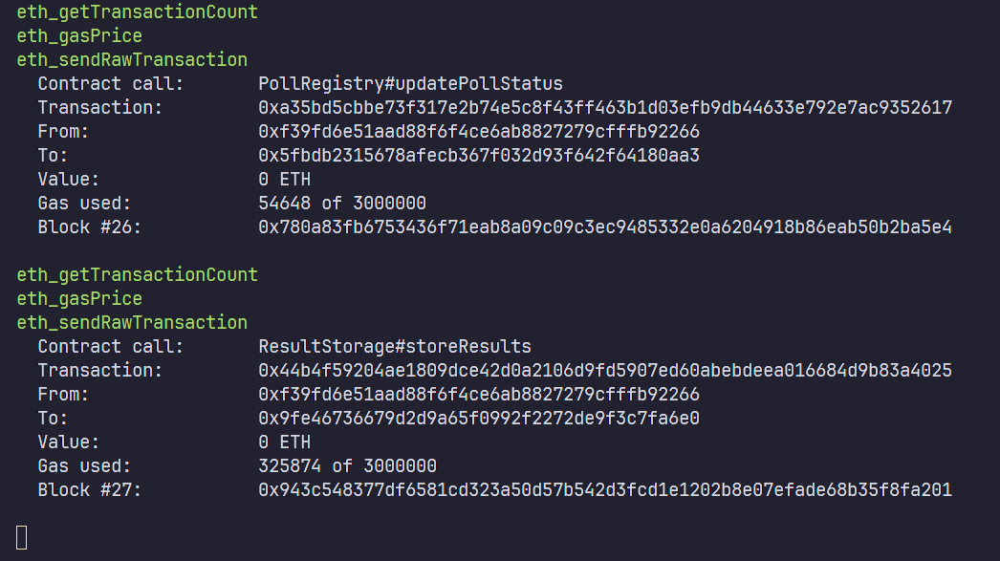 eth_getTransactionCount
eth_gasPrice
eth_sendRawTransaction
Contract call: PollRegistry#updatePollStatus
Transaction: 0xa35bd5cbbe73f317e2b74e5c8f43ff463b1d03efb9db44633e792e7ac9352617
From: 0xf39fd6e51aad88f6f4ce6ab8827279cfffb92266
To: 0x5fbdb2315678afecb367f032d93f642f64180aa3
Value: 0 ETH
Gas used: 54648 of 3000000
Block #26: 0x780a83fb6753436f71eab8a09c09c3ec9485332e0a6204918b86eab50b2ba5e4
eth_getTransactionCount
eth_gasPrice
eth_sendRawTransaction
Contract call: ResultStorage#storeResults
Transaction: 0x44b4f59204ae1809dce42d0a2106d9fd5907ed60abebdeea016684d9b83a4025
From: 0xf39fd6e51aad88f6f4ce6ab8827279cfffb92266
To: 0x9fe46736679d2d9a65f0992f2272de9f3c7fa6e0
Value: 0 ETH
Gas used: 325874 of 3000000
Block #27: 0x943c548377df6581cd323a50d57b542d3fcd1e1202b8e07efade68b35f8fa201